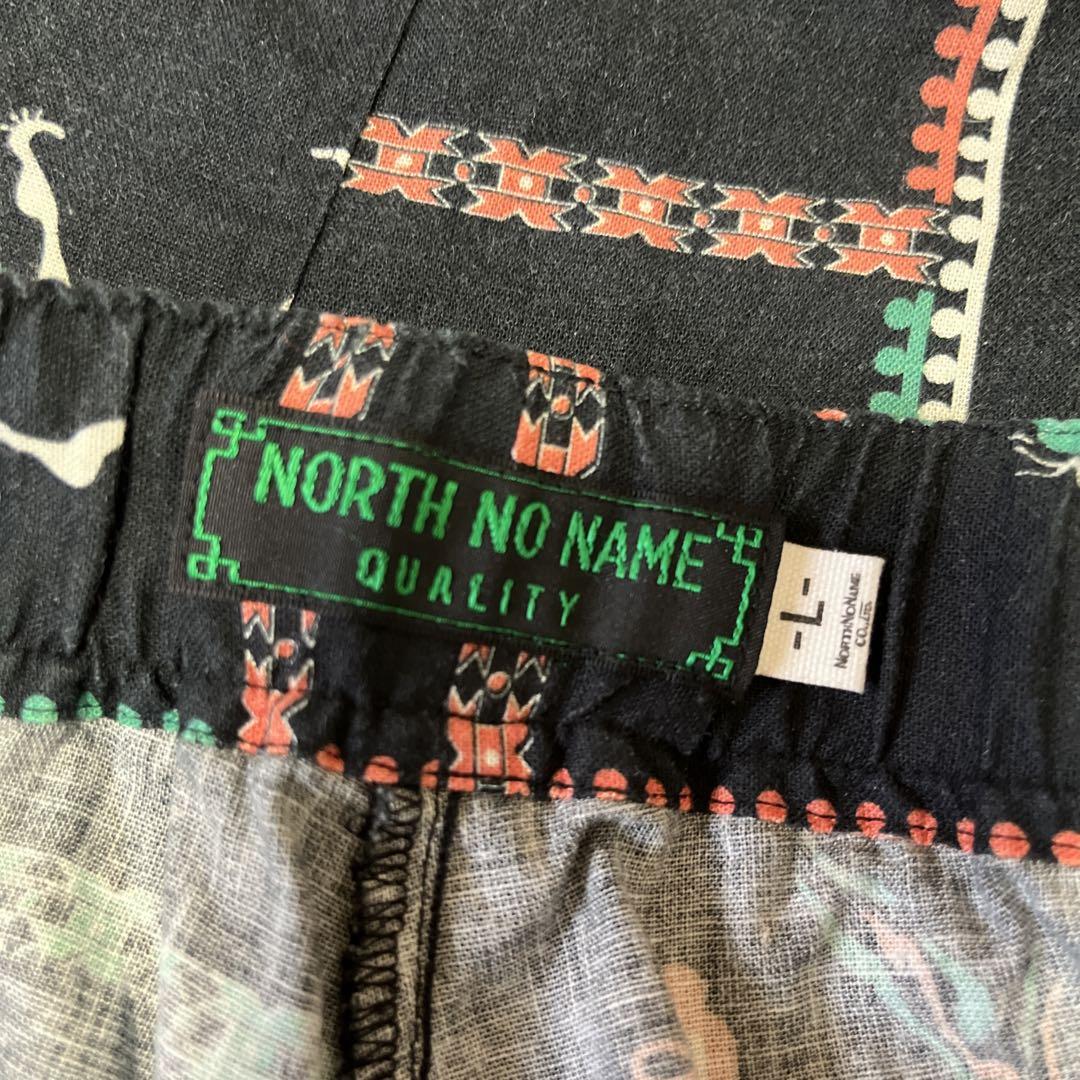 NORTH NO NAME
QUALITY
-L-
NORTHNONAME
CO.,LTD.